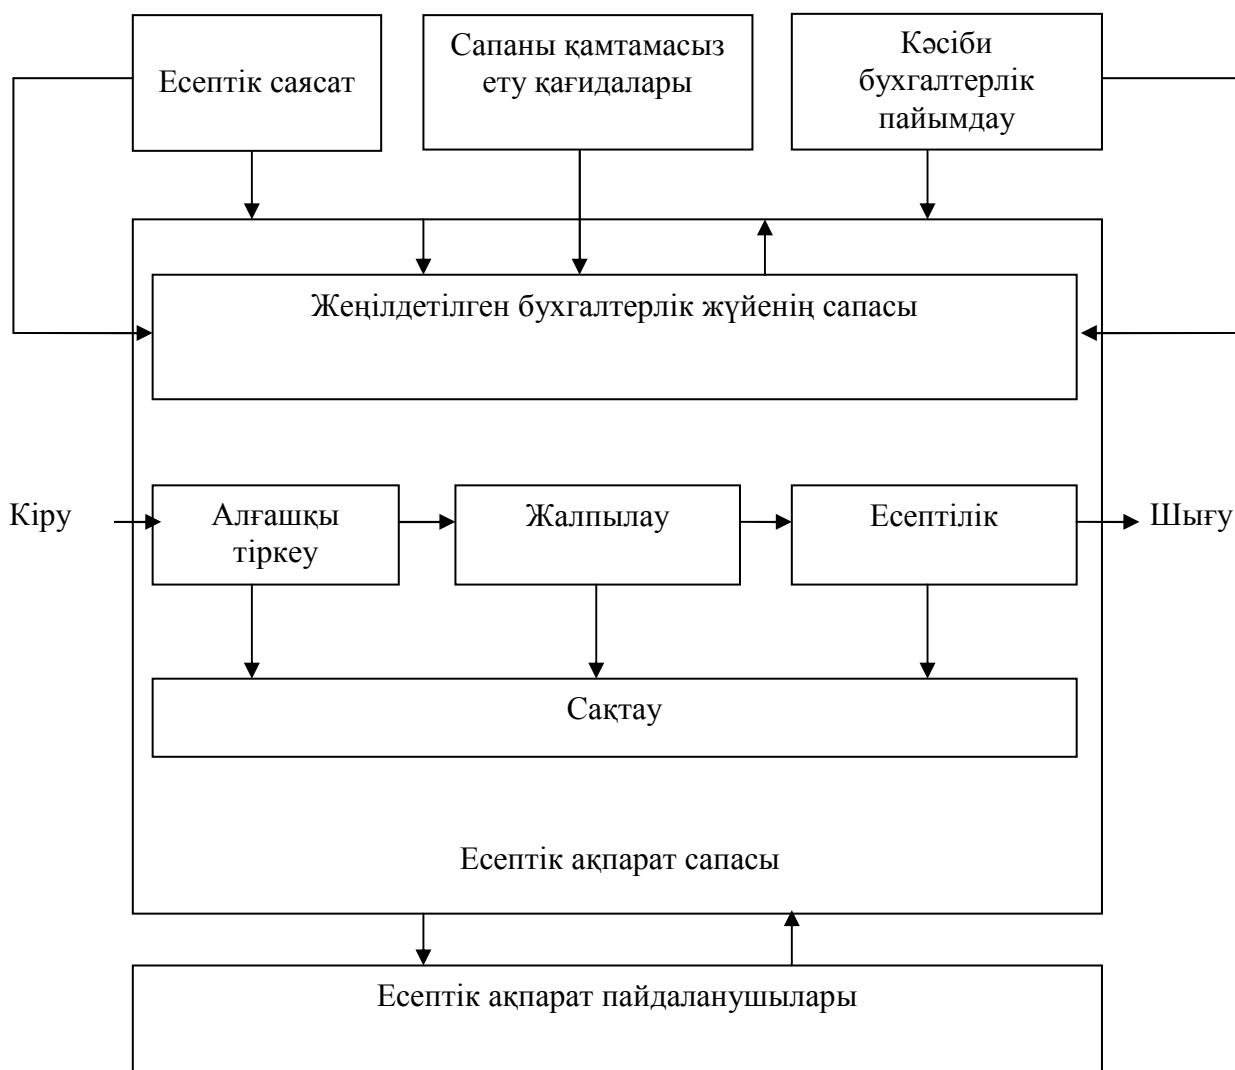 Есептік саясат
Сапаны қамтамасыз
ету қағидалары
Кәсіби
бухгалтерлік
пайымдау
Жеңілдетілген бухгалтерлік жүйенің сапасы
Кіру
Алғашқы
тіркеу
Жалпылау
Есептілік
Шығу
Сақтау
Есептік ақпарат сапасы
Есептік ақпарат пайдаланушылары